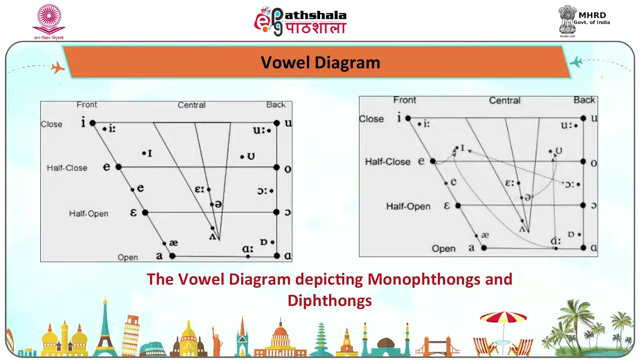 ePathshala
पाठशाला
MHRD
Govt. of India
Vowel Diagram
Front Central Back
Close i i: u: u
ɪ ʊ
Half-Close e o
e ɛ: ə ɔ:
Half-Open ɛ ɔ
æ ʌ ɒ
Open a ɑ: ɑ
Front Central Back
Close i i: u: u
ɪ ʊ
Half-Close e o
e ɛ: ə ɔ:
Half-Open ɛ ɔ
æ ʌ ɒ
Open a ɑ: ɑ
The Vowel Diagram depicting Monophthongs and
Diphthongs